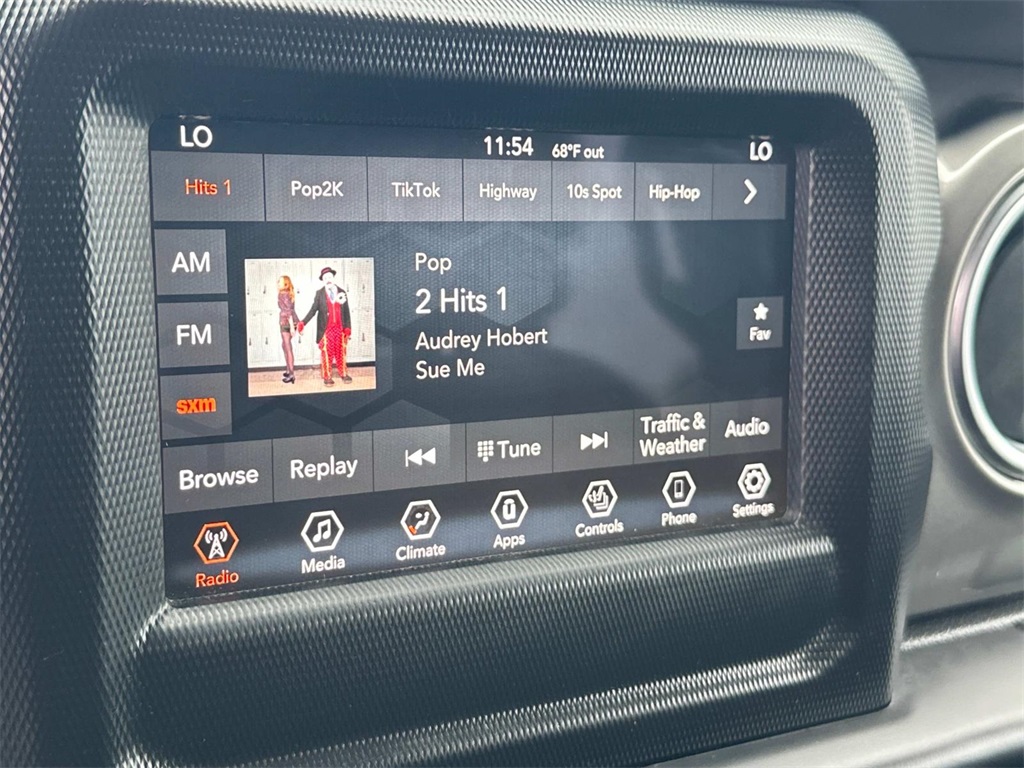 LO 11:54 68°F out LO
Hits 1 Pop2K TikTok Highway 10s Spot Hip-Hop
AM
FM
sxm
Pop
2 Hits 1
Audrey Hobert
Sue Me
Fav
Browse Replay Tune Traffic & Weather Audio
Radio Media Climate Apps Controls Phone Settings